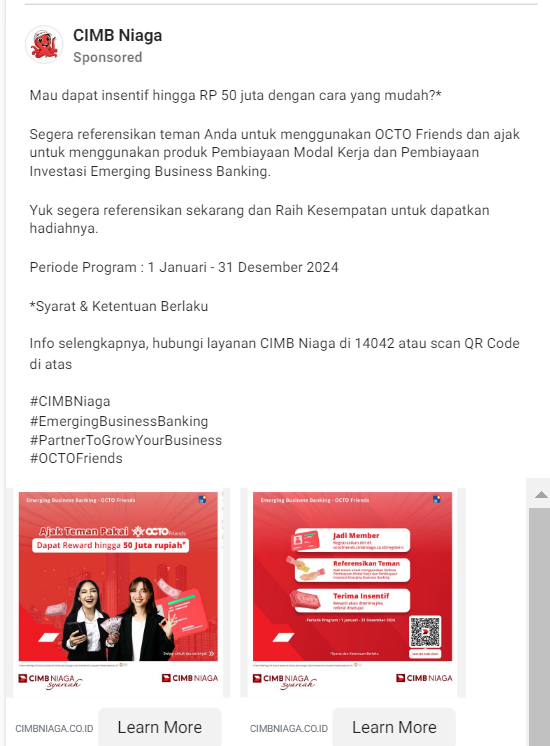 CIMB Niaga
Sponsored
Mau dapat insentif hingga RP 50 juta dengan cara yang mudah?*
Segera referensikan teman Anda untuk menggunakan OCTO Friends dan ajak
untuk menggunakan produk Pembiayaan Modal Kerja dan Pembiayaan
Investasi Emerging Business Banking.
Yuk segera referensikan sekarang dan Raih Kesempatan untuk dapatkan
hadiahnya.
Periode Program : 1 Januari - 31 Desember 2024
*Syarat & Ketentuan Berlaku
Info selengkapnya, hubungi layanan CIMB Niaga di 14042 atau scan QR Code
di atas
#CIMBNiaga
#EmergingBusinessBanking
#PartnerToGrowYourBusiness
#OCTOFriends
Emerging Business Banking - OCTO Friends
Ajak Teman Pakai OCTO Friends
Dapat Reward hingga 50 Juta rupiah*
CIMB NIAGA syariah
CIMB NIAGA
Emerging Business Banking - OCTO Friends
Jadi Member
Referensikan Teman
Terima Insentif
Periode Program : 1 Januari - 31 Desember 2024
*Syarat dan Ketentuan Berlaku
CIMB NIAGA syariah
CIMB NIAGA
CIMBNIAGA.CO.ID
Learn More
CIMBNIAGA.CO.ID
Learn More